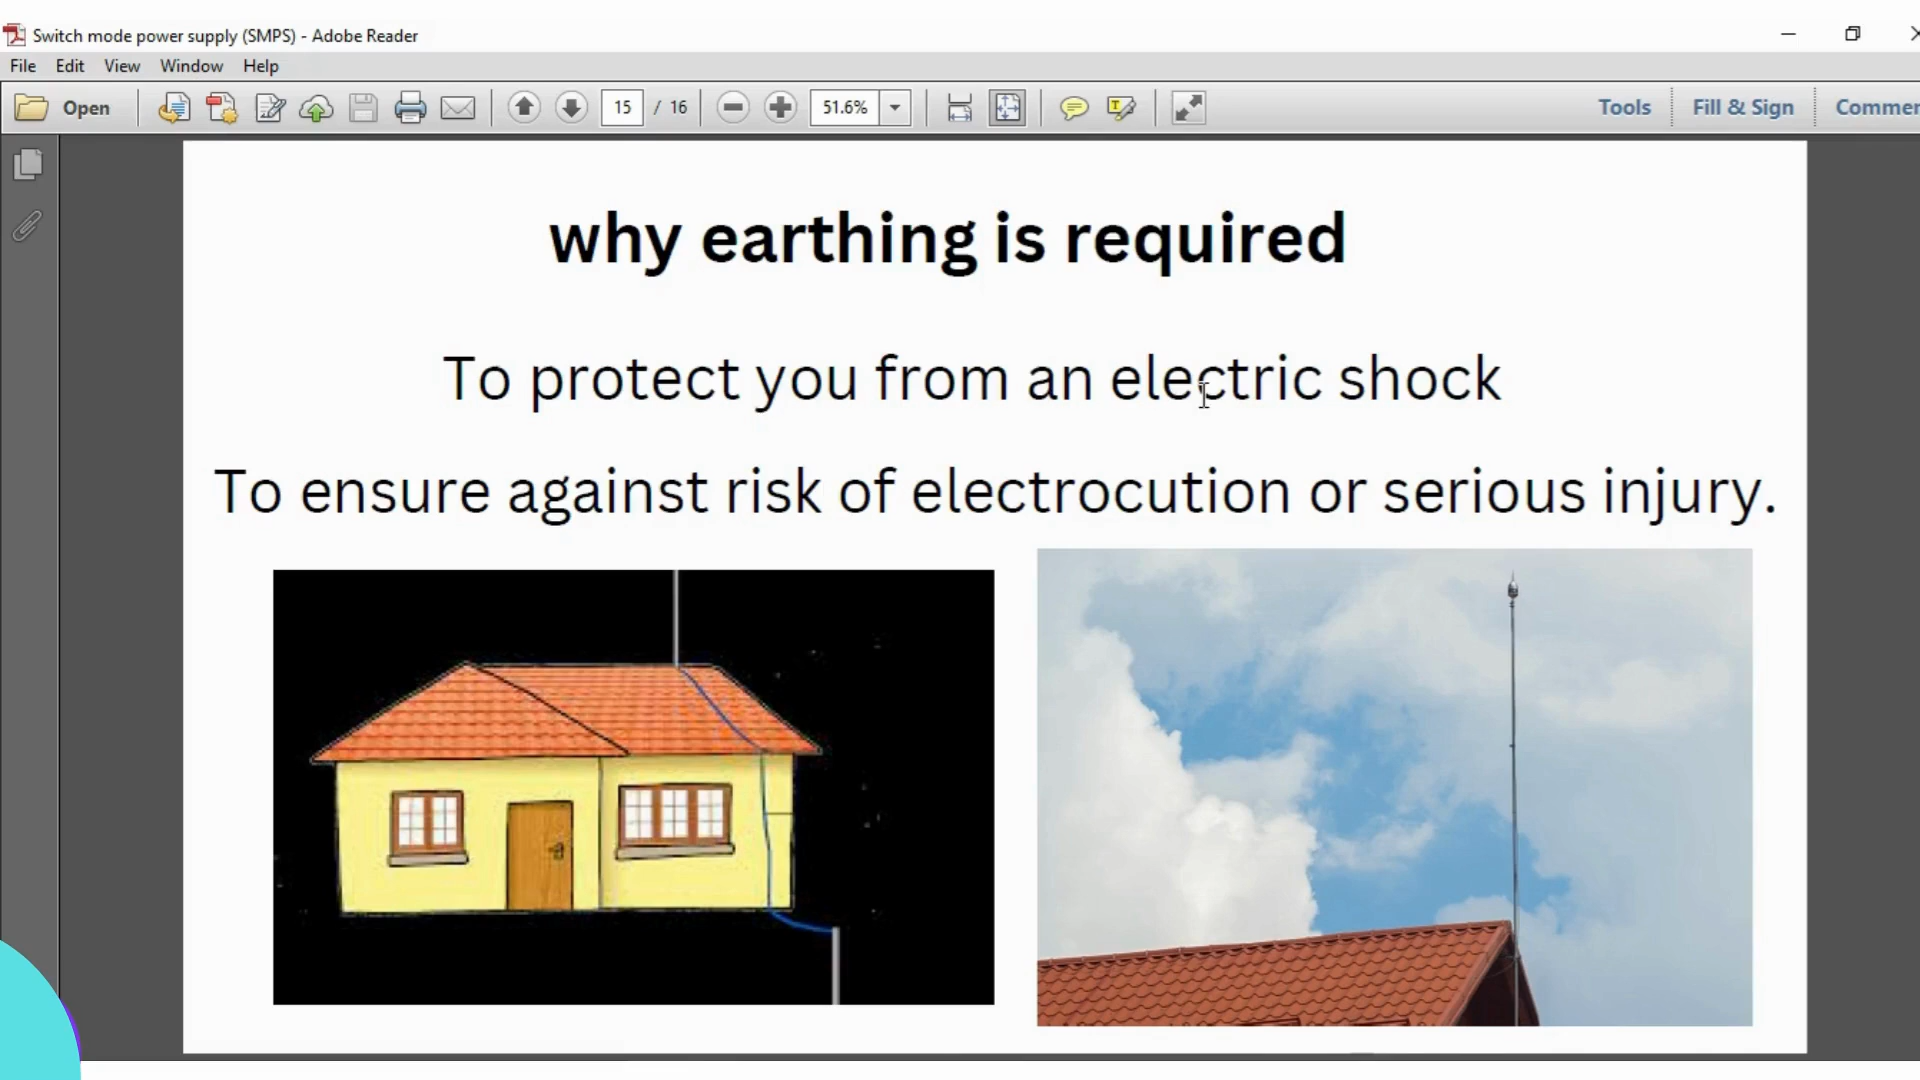 Switch mode power supply (SMPS) - Adobe Reader
File Edit View Window Help
Open 15 / 16 51.6% Tools Fill & Sign
why earthing is required
To protect you from an electric shock
To ensure against risk of electrocution or serious injury.